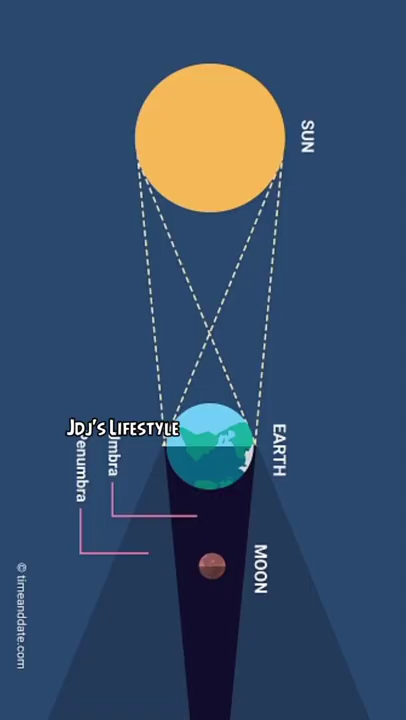 SUN
EARTH
JDJ'S LIFESTYLE
Umbra
Penumbra
MOON
© timeanddate.com